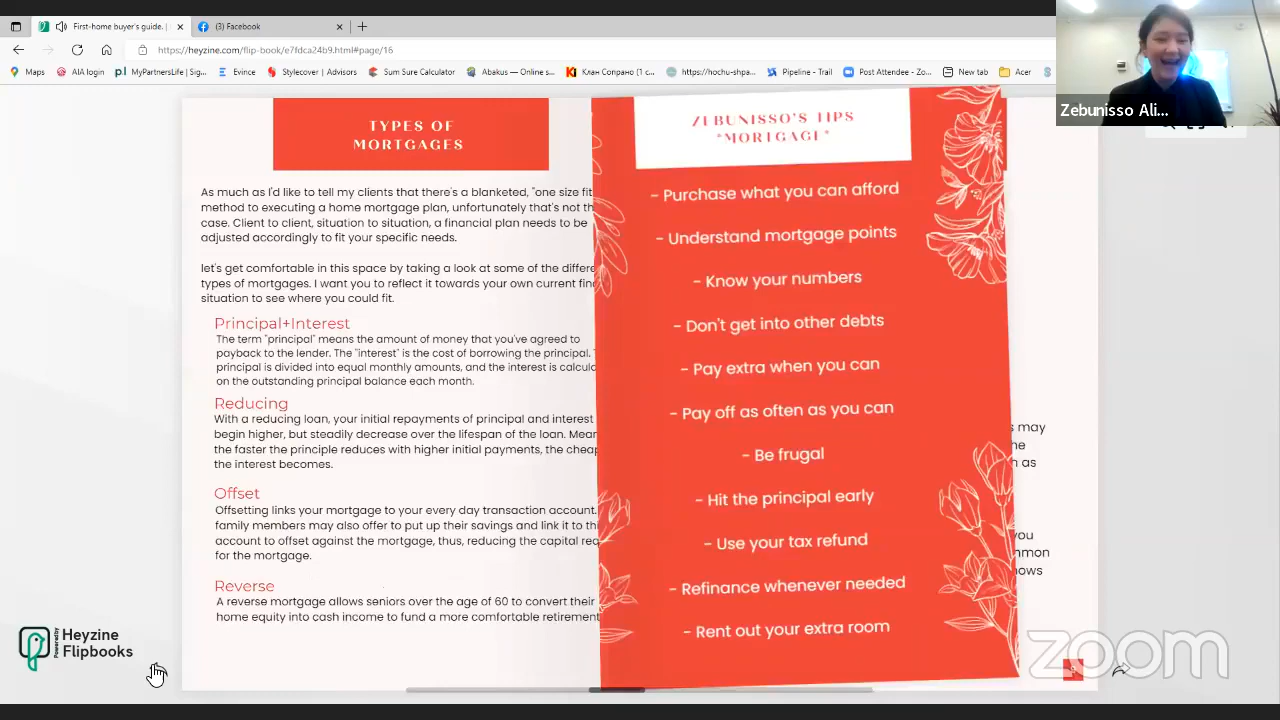 First-home buyer's guide.
(3) Facebook
https://heyzine.com/flip-book/e7fdca24b9.html#page/16
Maps
AIA login
MyPartnersLife | Sig...
Evince
Stylecover | Advisors
Sum Sure Calculator
Abakus — Online s...
Клан Сопрано (1 с...
https://hochu-shpa...
Pipeline - Trail
Post Attendee - Zo...
New tab
Acer
Zebunisso Ali...
TYPES OF
MORTGAGES
As much as I'd like to tell my clients that there's a blanketed, "one size fit
method to executing a home mortgage plan, unfortunately that's not th
case. Client to client, situation to situation, a financial plan needs to be
adjusted accordingly to fit your specific needs.
let's get comfortable in this space by taking a look at some of the differe
types of mortgages. I want you to reflect it towards your own current fin
situation to see where you could fit.
Principal+Interest
The term "principal" means the amount of money that you've agreed to
payback to the lender. The "interest" is the cost of borrowing the principal.
principal is divided into equal monthly amounts, and the interest is calcul
on the outstanding principal balance each month.
Reducing
With a reducing loan, your initial repayments of principal and interest
begin higher, but steadily decrease over the lifespan of the loan. Mean
the faster the principle reduces with higher initial payments, the cheap
the interest becomes.
Offset
Offsetting links your mortgage to your every day transaction account.
family members may also offer to put up their savings and link it to thi
account to offset against the mortgage, thus, reducing the capital req
for the mortgage.
Reverse
A reverse mortgage allows seniors over the age of 60 to convert their
home equity into cash income to fund a more comfortable retirement
ZEBUNISSO'S TIPS
"MORTGAGE"
- Purchase what you can afford
- Understand mortgage points
- Know your numbers
- Don't get into other debts
- Pay extra when you can
- Pay off as often as you can
- Be frugal
- Hit the principal early
- Use your tax refund
- Refinance whenever needed
- Rent out your extra room
s may
he
h as
you
mmon
nows
Powered by
Heyzine
Flipbooks
zoom